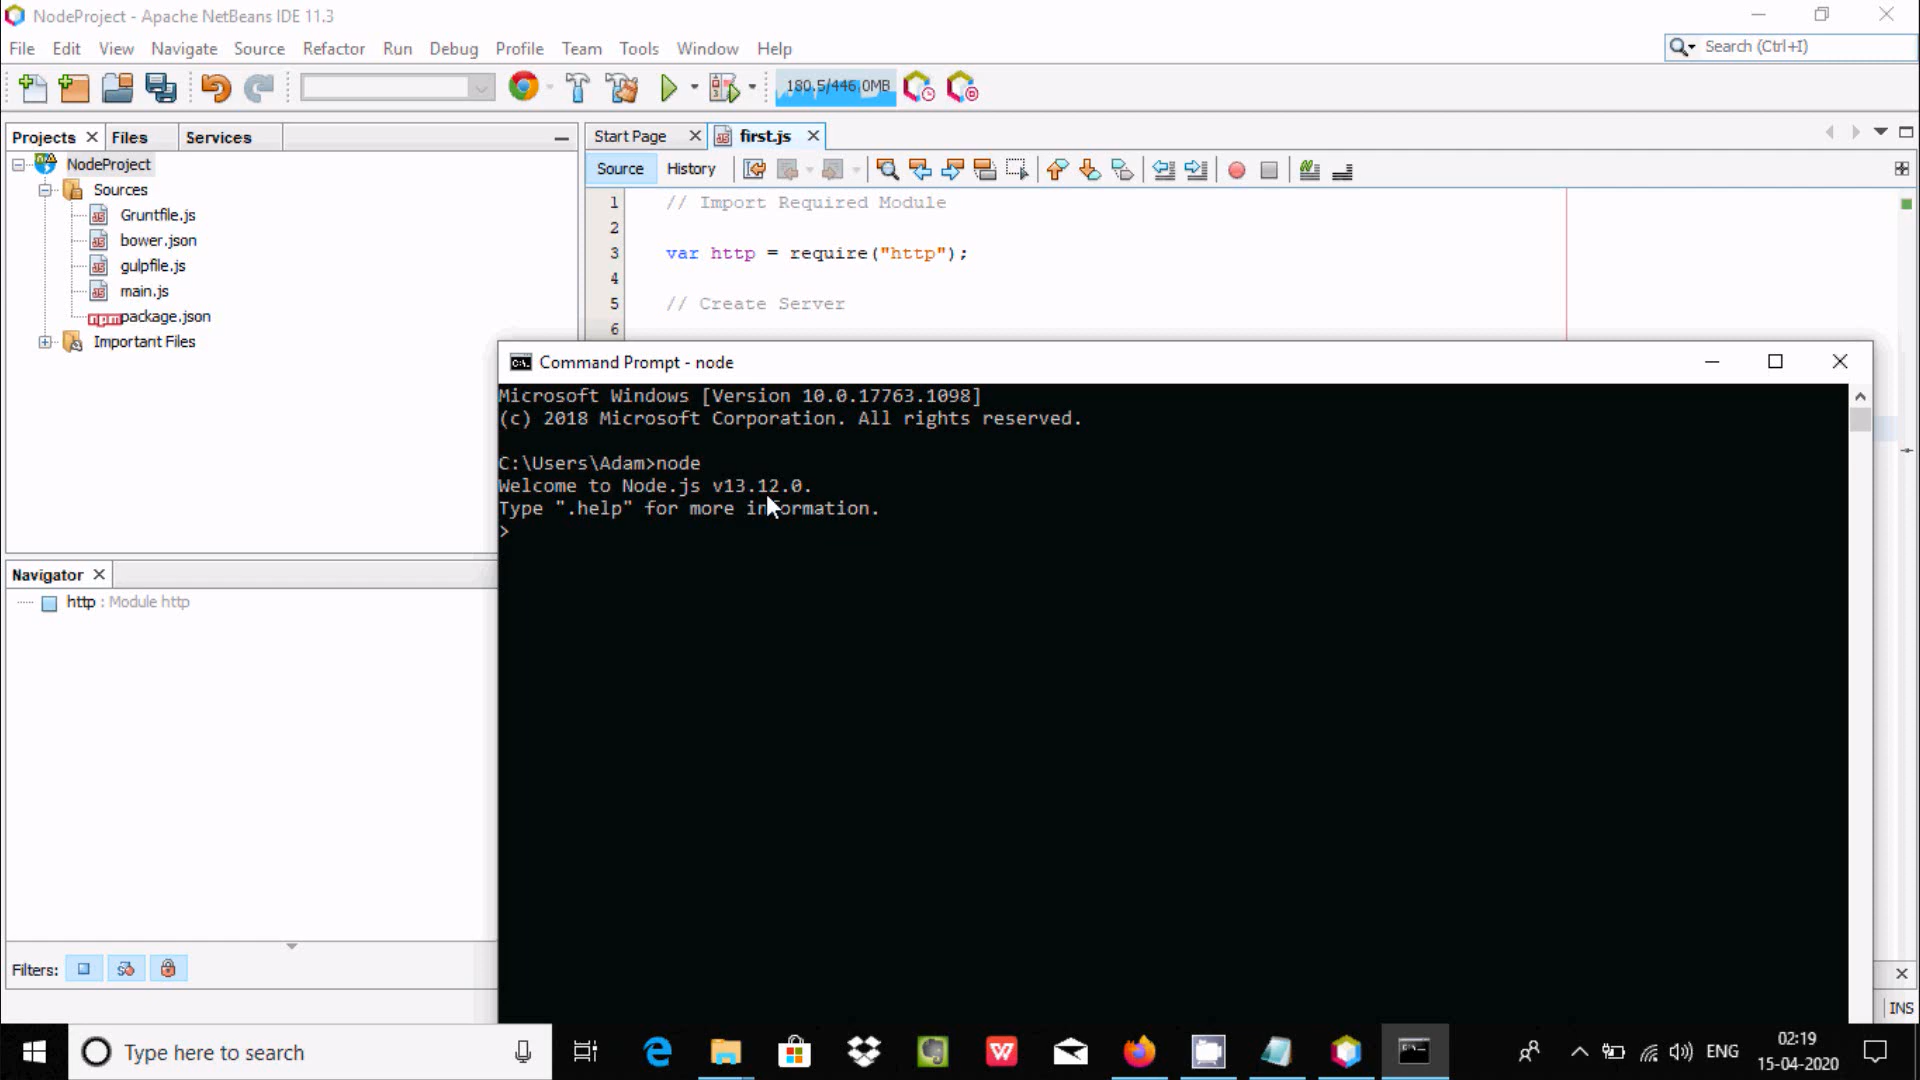 NodeProject - Apache NetBeans IDE 11.3
File Edit View Navigate Source Refactor Run Debug Profile Team Tools Window Help
Search (Ctrl+I)
180.5/446.0MB
Projects Files Services
NodeProject
Sources
Gruntfile.js
bower.json
gulpfile.js
main.js
npm package.json
Important Files
Start Page first.js
Source History
1 // Import Required Module
2
3 var http = require("http");
4
5 // Create Server
6
Command Prompt - node
Microsoft Windows [Version 10.0.17763.1098]
(c) 2018 Microsoft Corporation. All rights reserved.
C:\Users\Adam>node
Welcome to Node.js v13.12.0.
Type ".help" for more information.
>
Navigator
http : Module http
Filters:
INS
Type here to search
ENG
02:19
15-04-2020